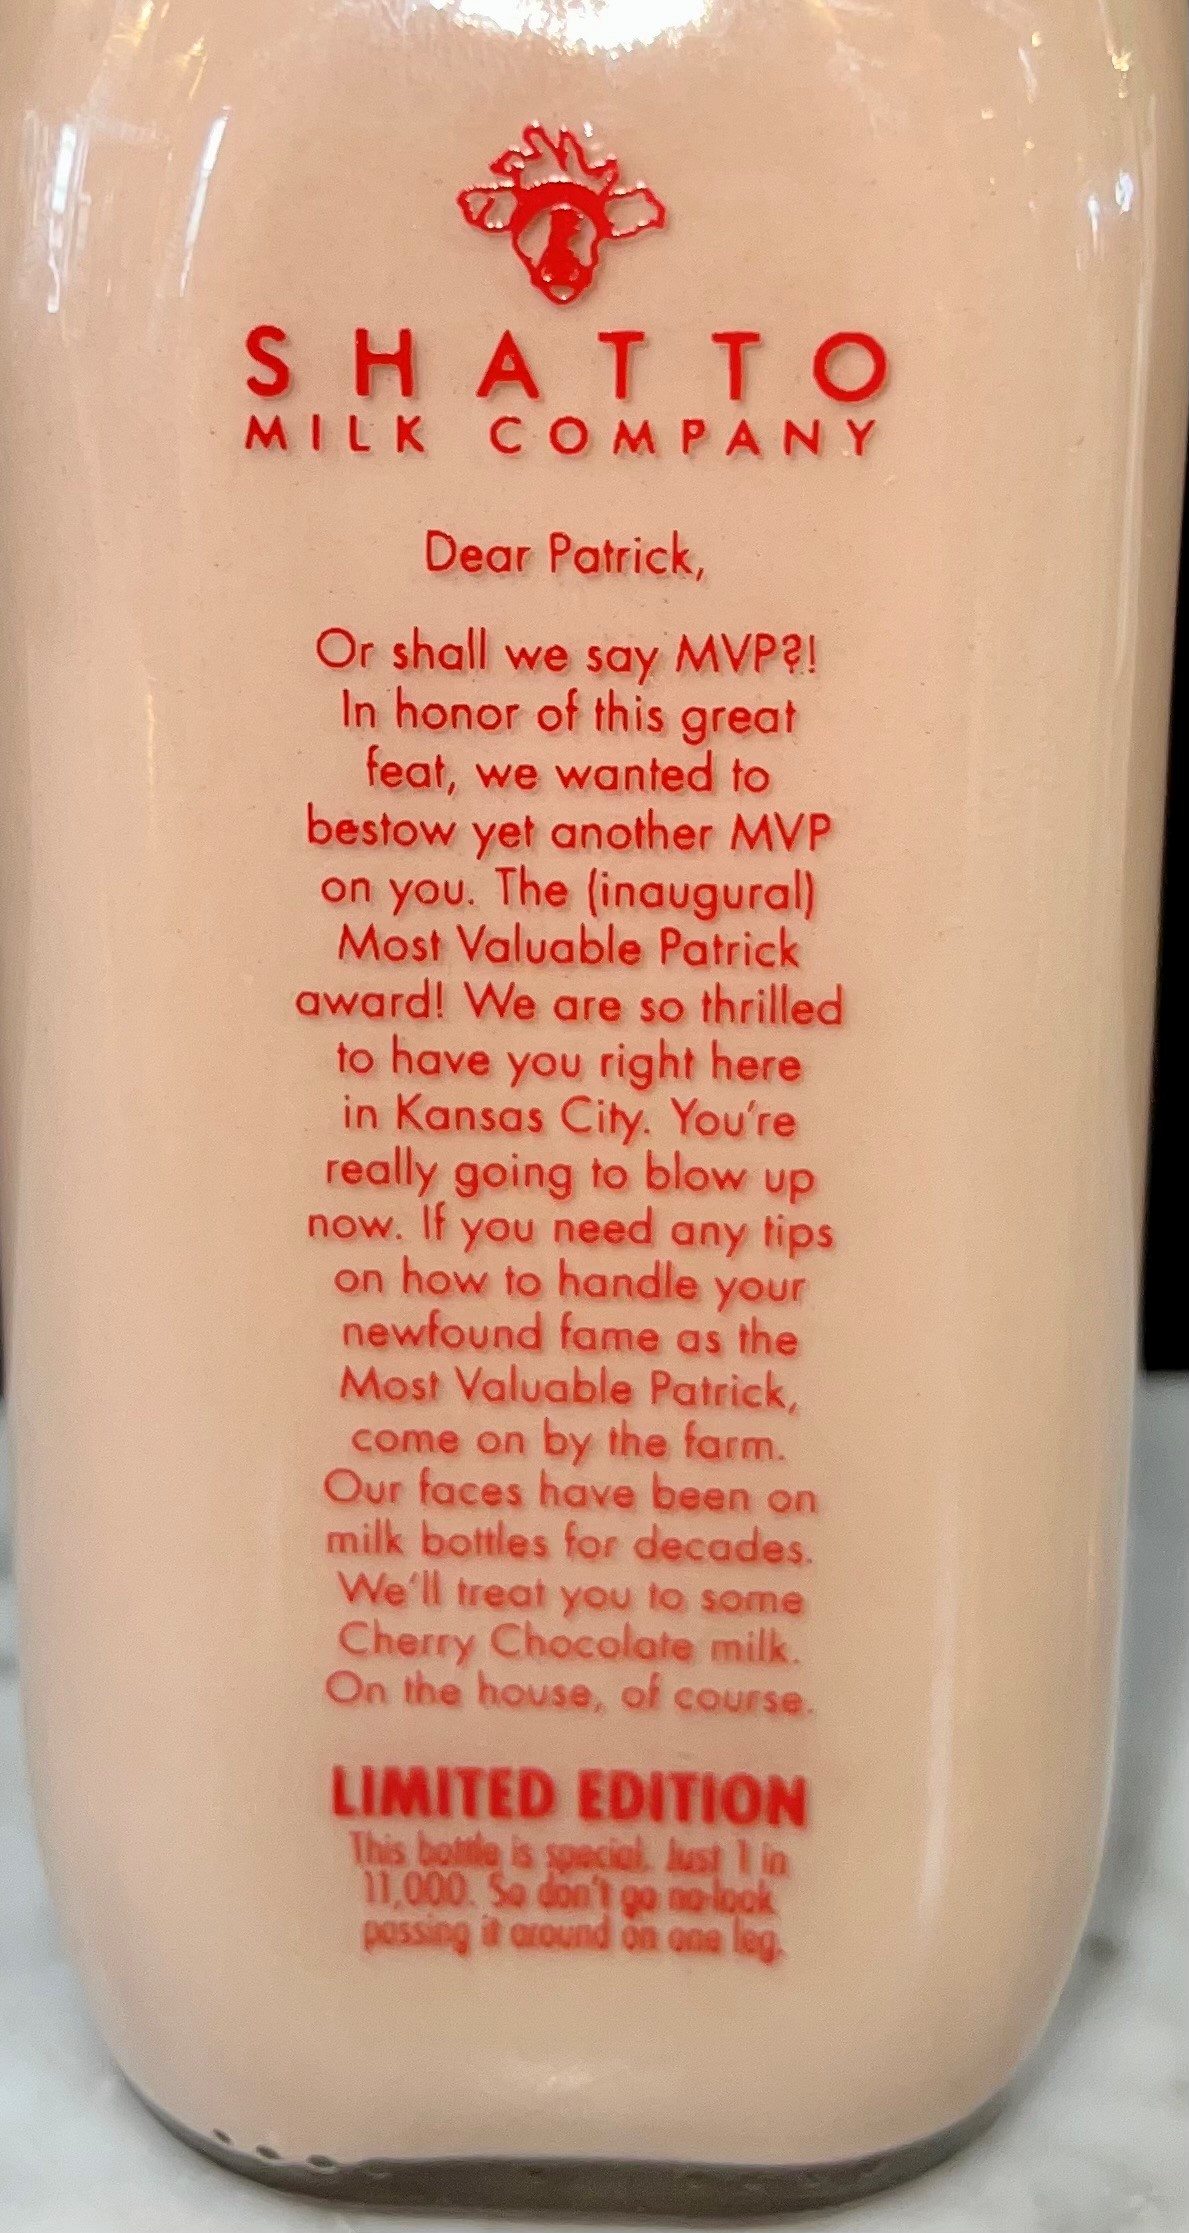 SHATTO
MILK COMPANY
Dear Patrick,
Or shall we say MVP?!
In honor of this great
feat, we wanted to
bestow yet another MVP
on you. The (inaugural)
Most Valuable Patrick
award! We are so thrilled
to have you right here
in Kansas City. You're
really going to blow up
now. If you need any tips
on how to handle your
newfound fame as the
Most Valuable Patrick,
come on by the farm.
Our faces have been on
milk bottles for decades.
We'll treat you to some
Cherry Chocolate milk.
On the house, of course.
LIMITED EDITION
This bottle is special. Just 1 in
11,000. So don't go no-look
passing it around on one leg.